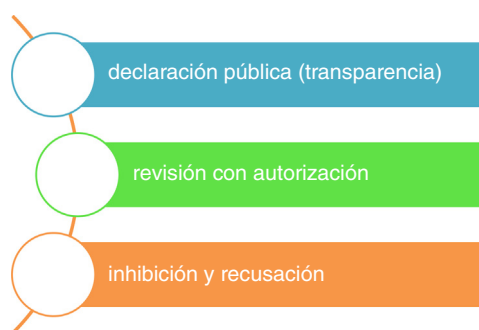 declaración pública (transparencia)
revisión con autorización
inhibición y recusación